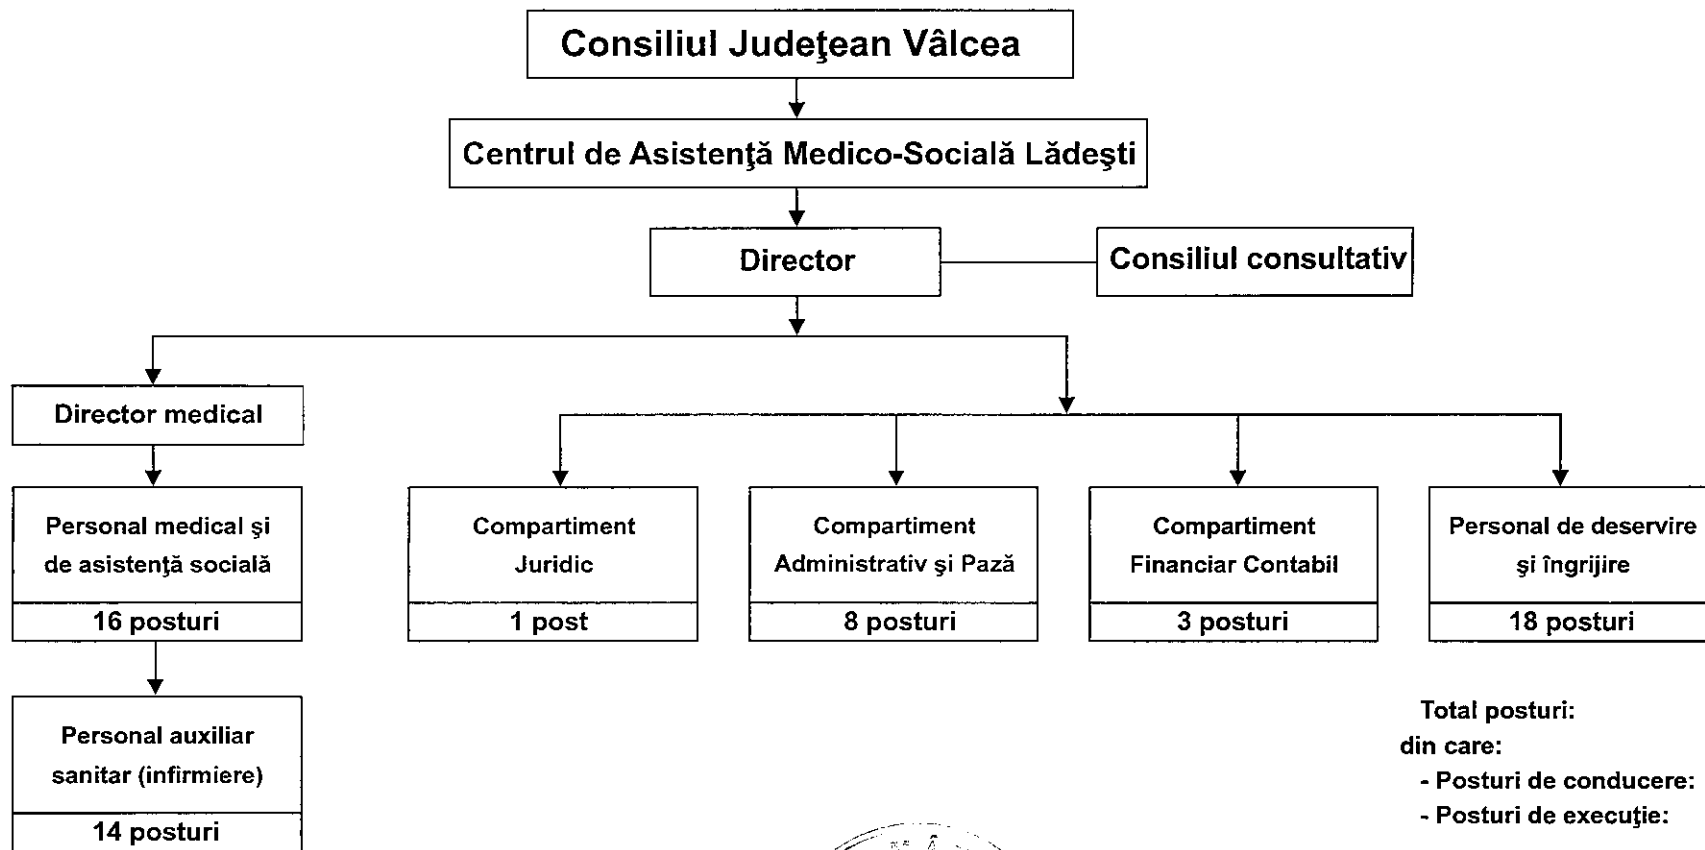 Consiliul Judeţean Vâlcea
Centrul de Asistenţă Medico-Socială Lădeşti
Director
Consiliul consultativ
Director medical
Personal medical şi
de asistenţă socială
16 posturi
Compartiment
Juridic
1 post
Compartiment
Administrativ şi Pază
8 posturi
Compartiment
Financiar Contabil
3 posturi
Personal de deservire
şi îngrijire
18 posturi
Personal auxiliar
sanitar (infirmiere)
14 posturi
Total posturi:
din care:
- Posturi de conducere:
- Posturi de execuţie: